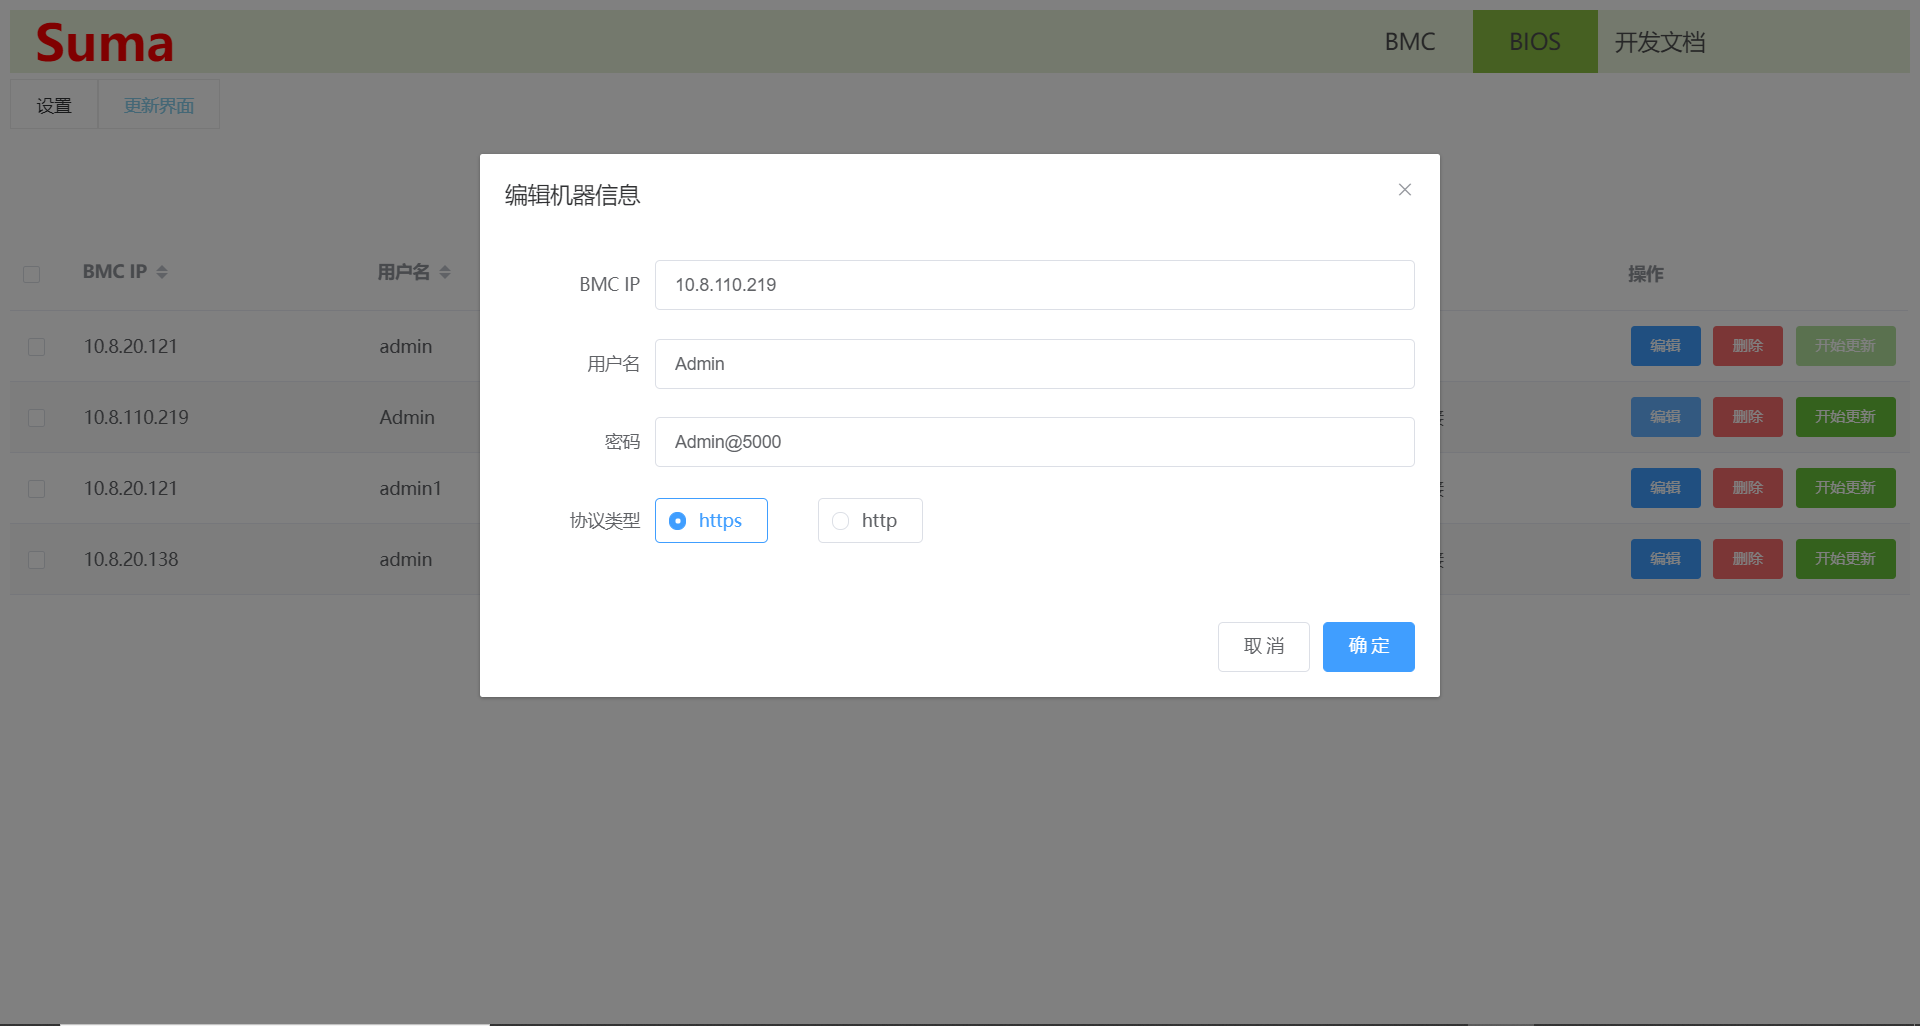 Suma
BMC
BIOS
开发文档
设置
更新界面
编辑机器信息
BMC IP
10.8.110.219
用户名
Admin
密码
Admin@5000
协议类型
https
http
取 消
确 定
BMC IP
用户名
操作
10.8.20.121
admin
编辑
删除
开始更新
10.8.110.219
Admin
编辑
删除
开始更新
10.8.20.121
admin1
编辑
删除
开始更新
10.8.20.138
admin
编辑
删除
开始更新